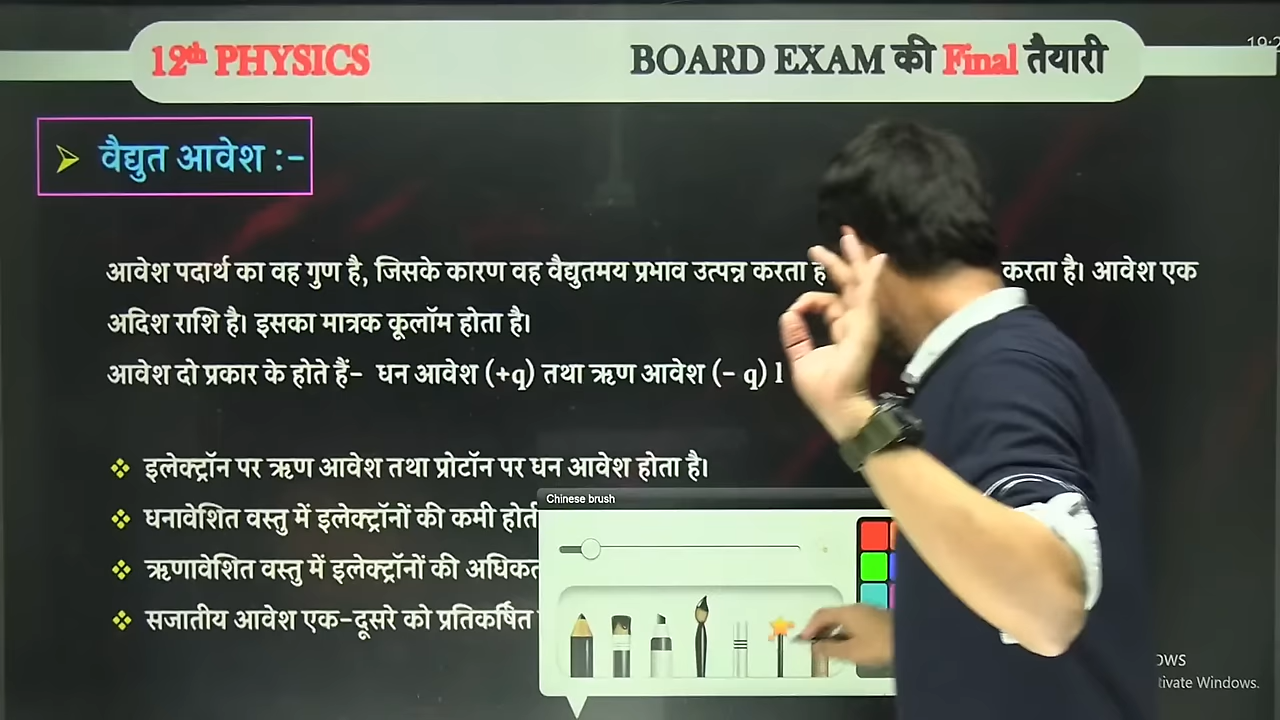 12th PHYSICS
BOARD EXAM की Final तैयारी
वैद्युत आवेश :-
आवेश पदार्थ का वह गुण है, जिसके कारण वह वैद्युतमय प्रभाव उत्पन्न करता करता है। आवेश एक
अदिश राशि है। इसका मात्रक कूलॉम होता है।
आवेश दो प्रकार के होते हैं- धन आवेश (+q) तथा ऋण आवेश (- q) l
इलेक्ट्रॉन पर ऋण आवेश तथा प्रोटॉन पर धन आवेश होता है।
Chinese brush
धनावेशित वस्तु में इलेक्ट्रॉनों की कमी
ऋणावेशित वस्तु में इलेक्ट्रॉनों की
सजातीय आवेश एक-दूसरे को प्रतिकर्षित
Windows.